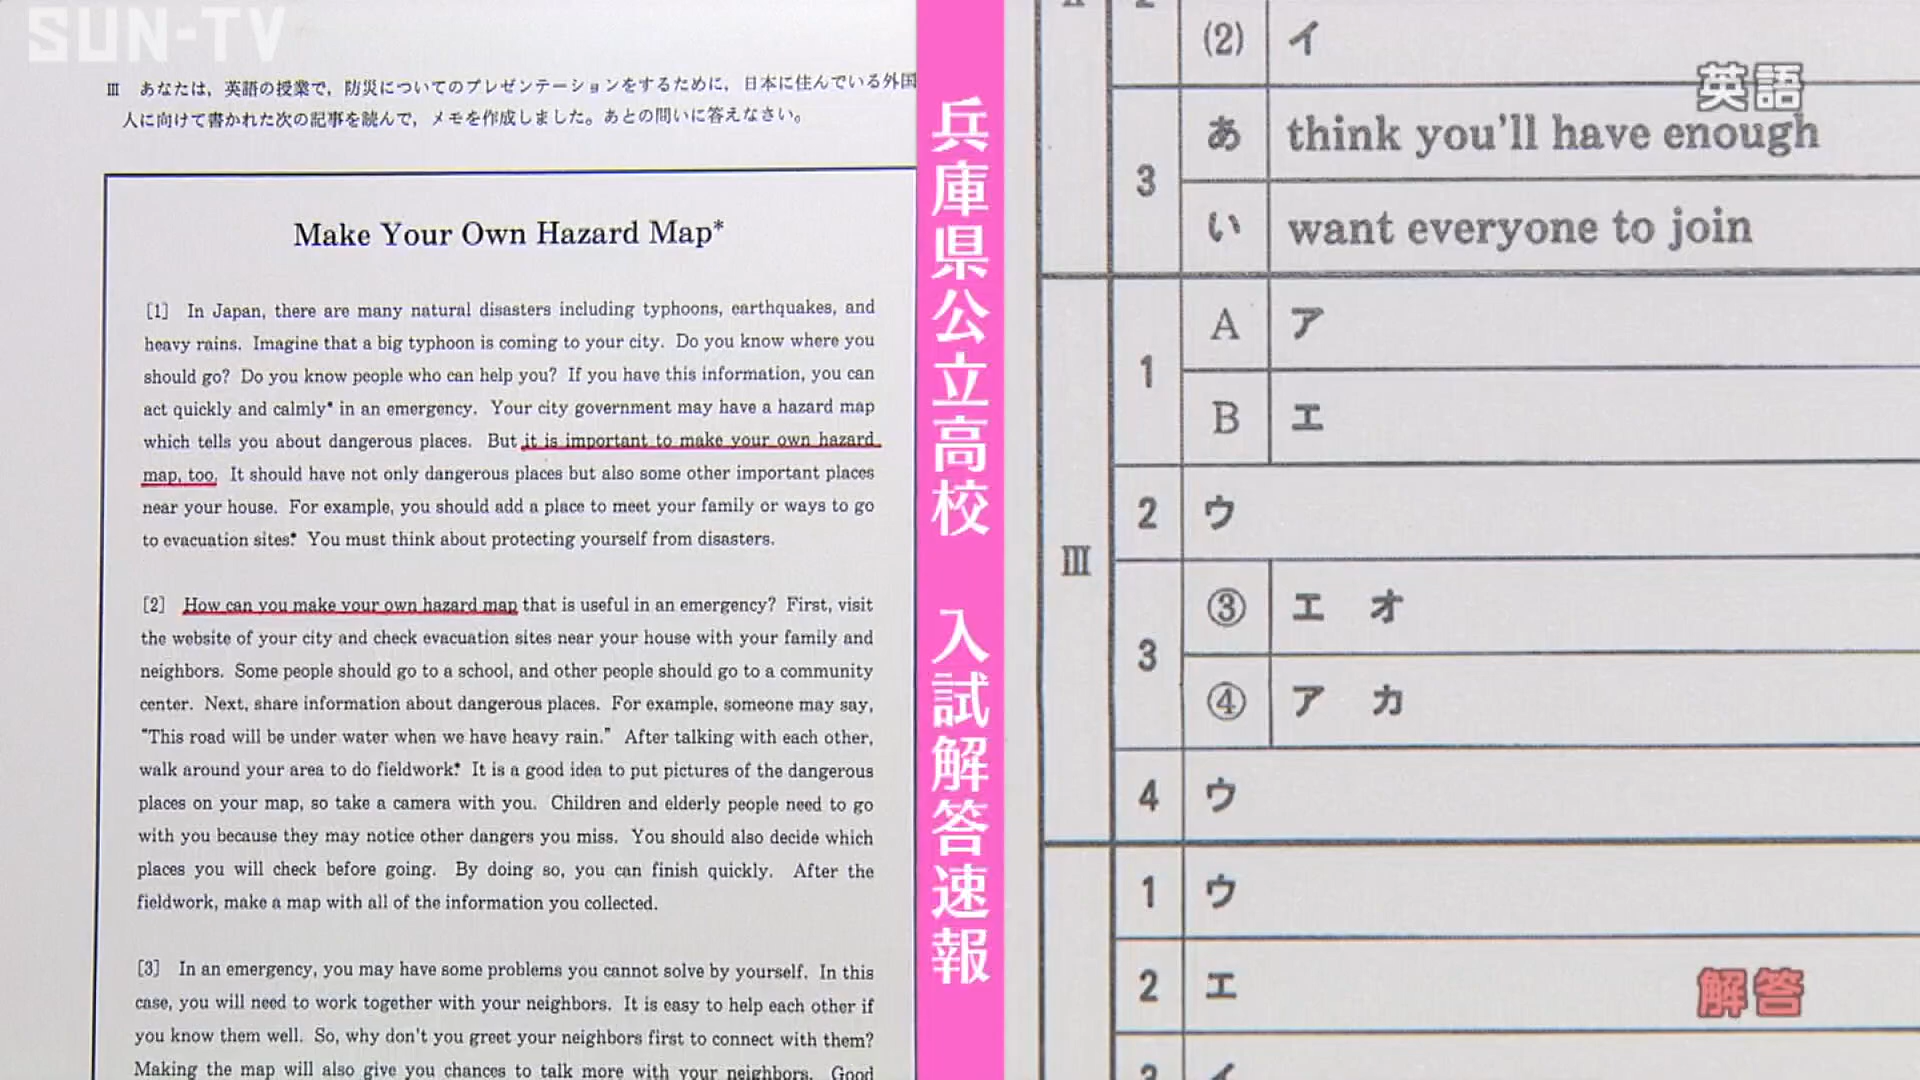 SUN-TV
Ⅲ あなたは，英語の授業で，防災についてのプレゼンテーションをするために，日本に住んでいる外国
人に向けて書かれた次の記事を読んで，メモを作成しました。あとの問いに答えなさい。
Make Your Own Hazard Map*
[1] In Japan, there are many natural disasters including typhoons, earthquakes, and
heavy rains. Imagine that a big typhoon is coming to your city. Do you know where you
should go? Do you know people who can help you? If you have this information, you can
act quickly and calmly* in an emergency. Your city government may have a hazard map
which tells you about dangerous places. But it is important to make your own hazard
map, too. It should have not only dangerous places but also some other important places
near your house. For example, you should add a place to meet your family or ways to go
to evacuation sites*. You must think about protecting yourself from disasters.
[2] How can you make your own hazard map that is useful in an emergency? First, visit
the website of your city and check evacuation sites near your house with your family and
neighbors. Some people should go to a school, and other people should go to a community
center. Next, share information about dangerous places. For example, someone may say,
"This road will be under water when we have heavy rain." After talking with each other,
walk around your area to do fieldwork*. It is a good idea to put pictures of the dangerous
places on your map, so take a camera with you. Children and elderly people need to go
with you because they may notice other dangers you miss. You should also decide which
places you will check before going. By doing so, you can finish quickly. After the
fieldwork, make a map with all of the information you collected.
[3] In an emergency, you may have some problems you cannot solve by yourself. In this
case, you will need to work together with your neighbors. It is easy to help each other if
you know them well. So, why don't you greet your neighbors first to connect with them?
Making the map will also give you chances to talk more with your neighbors. Good
兵庫県公立高校 入試解答速報
英語
(2) イ
3 あ think you'll have enough
い want everyone to join
Ⅲ
1 A ア
B エ
2 ウ
3 ③ エ オ
④ ア カ
4 ウ
1 ウ
2 エ
3 イ
解答